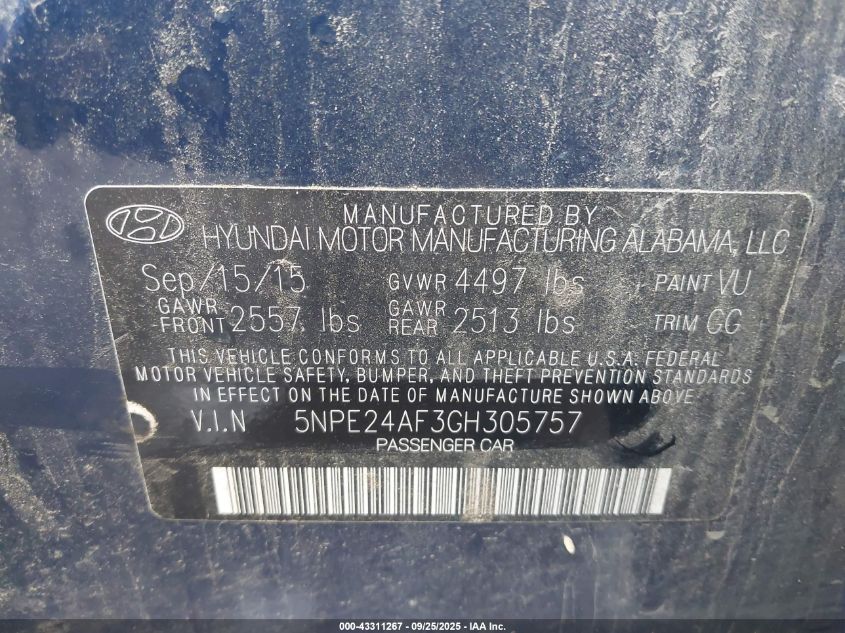 MANUFACTURED BY
HYUNDAI MOTOR MANUFACTURING ALABAMA, LLC
Sep/15/15 GVWR 4497 lbs PAINT VU
GAWR FRONT 2557 lbs GAWR REAR 2513 lbs TRIM GC
THIS VEHICLE CONFORMS TO ALL APPLICABLE U.S.A. FEDERAL
MOTOR VEHICLE SAFETY, BUMPER, AND THEFT PREVENTION STANDARDS
IN EFFECT ON THE DATE OF MANUFACTURE SHOWN ABOVE
V.I.N 5NPE24AF3GH305757
PASSENGER CAR
000-43311267 - 09/25/2025 - IAA Inc.